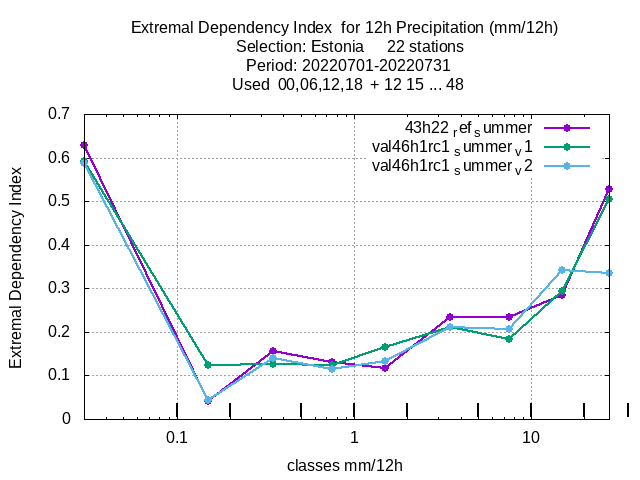 Extremal Dependency Index  for 12h Precipitation (mm/12h)
Selection: Estonia     22 stations
Period: 20220701-20220731
Used  00,06,12,18  + 12 15 ... 48
0.7
43h22 ref summer
val46h1rc1 summer v1
val46h1rc1 summer v2
0.6
0.5
0.4
0.3
0.2
0.1
0
Extremal Dependency Index
0.1
1
10
classes mm/12h